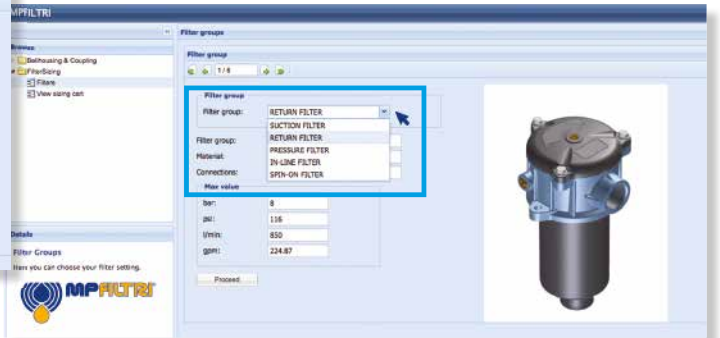 MPFILTRI
Browse
Bellhousing & Coupling
FilterSizing
Filters
View sizing cart
Details
Filter Groups
Here you can choose your filter setting.
MPFILTRI
Filter groups
Filter group
1/6
Filter group
Filter group:
RETURN FILTER
SUCTION FILTER
RETURN FILTER
PRESSURE FILTER
IN-LINE FILTER
SPIN-ON FILTER
Filter group:
Material:
Connections:
Max value
bar: 8
psi: 116
l/min: 850
gpm: 224.87
Proceed